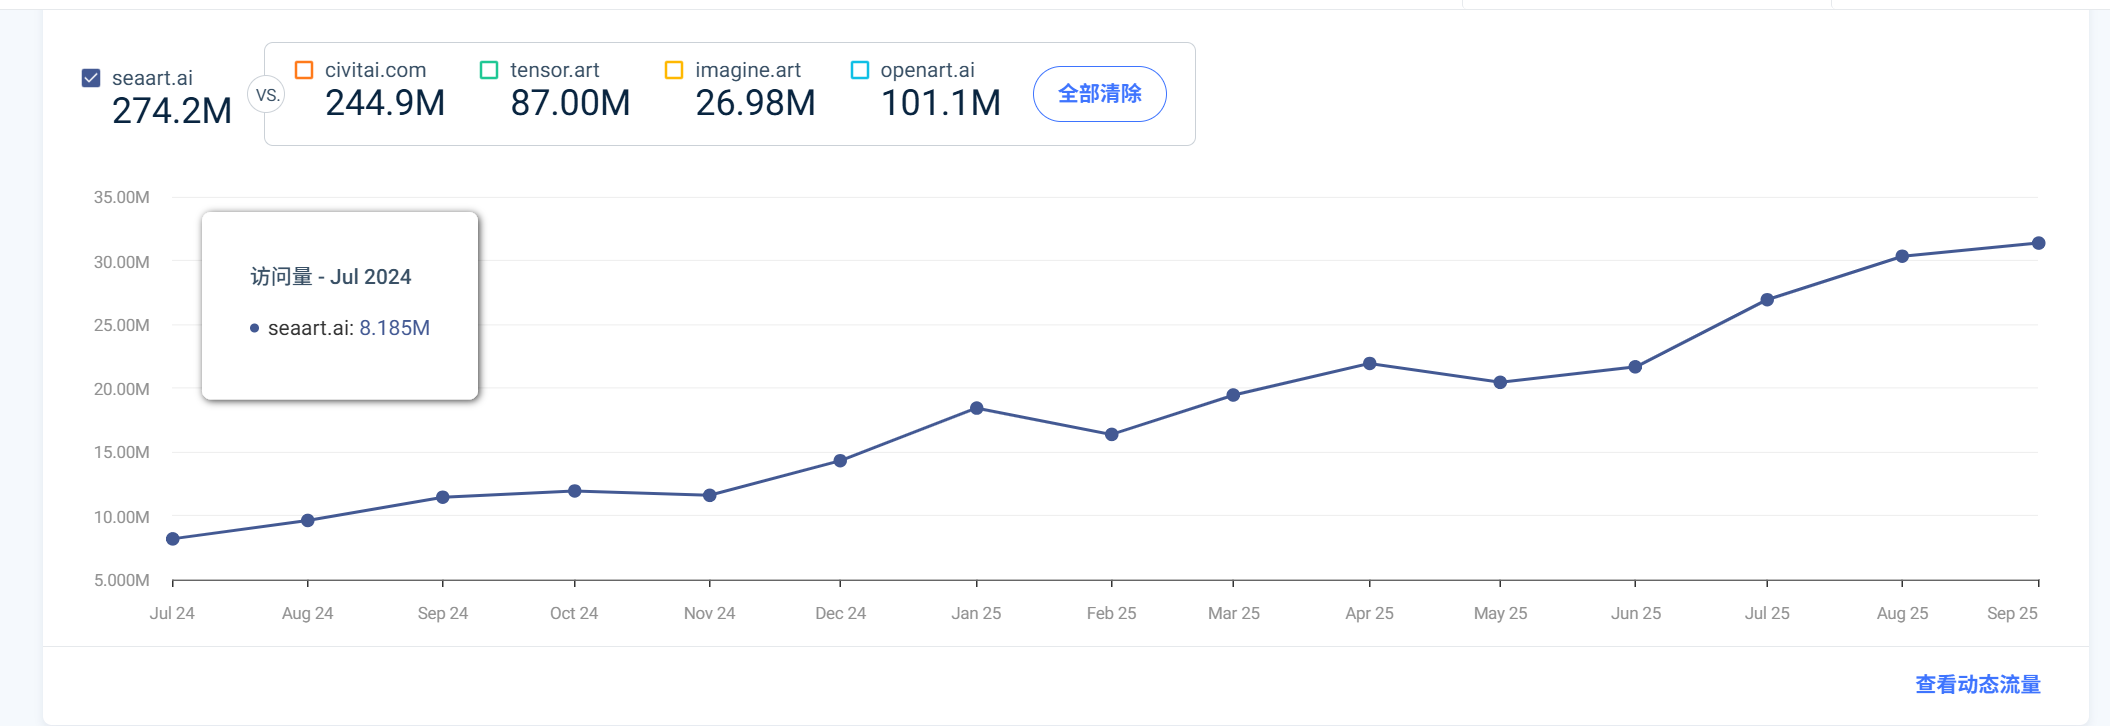 seaart.ai
274.2M
VS.
civitai.com
244.9M
tensor.art
87.00M
imagine.art
26.98M
openart.ai
101.1M
全部清除
35.00M
30.00M
25.00M
20.00M
15.00M
10.00M
5.000M
访问量 - Jul 2024
seaart.ai: 8.185M
Jul 24
Aug 24
Sep 24
Oct 24
Nov 24
Dec 24
Jan 25
Feb 25
Mar 25
Apr 25
May 25
Jun 25
Jul 25
Aug 25
Sep 25
查看动态流量